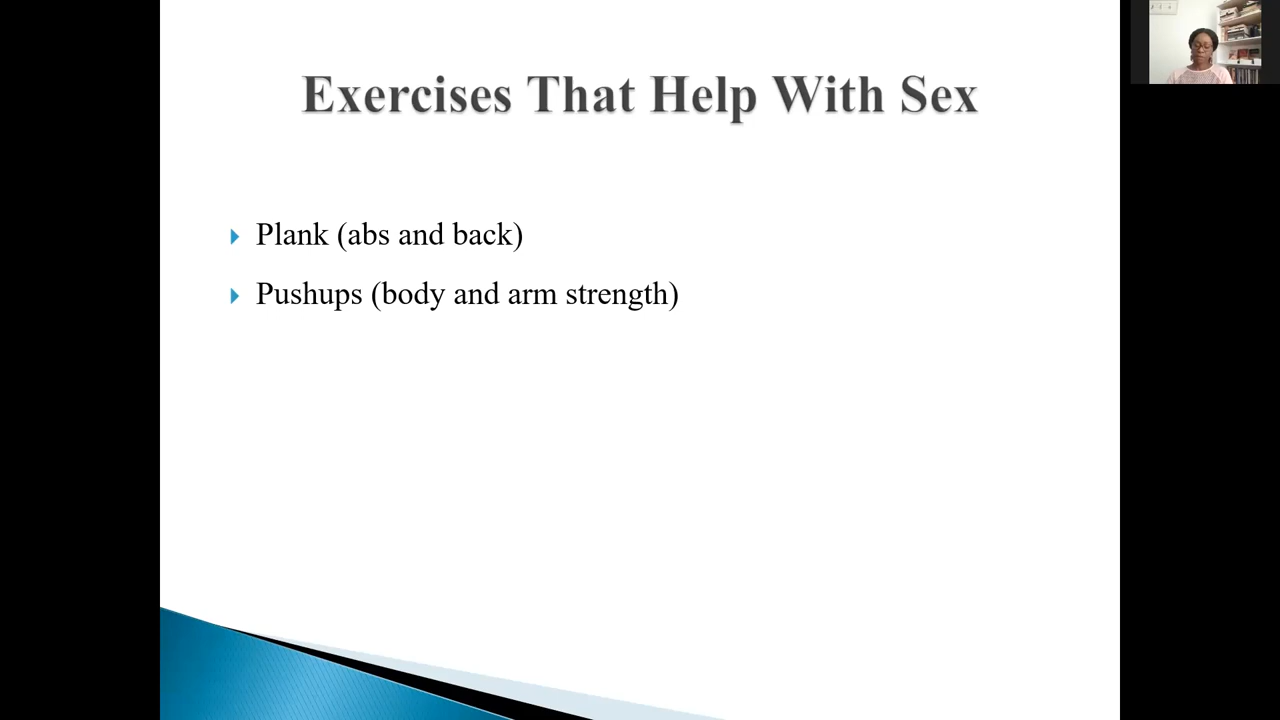 Exercises That Help With Sex
Plank (abs and back)
Pushups (body and arm strength)